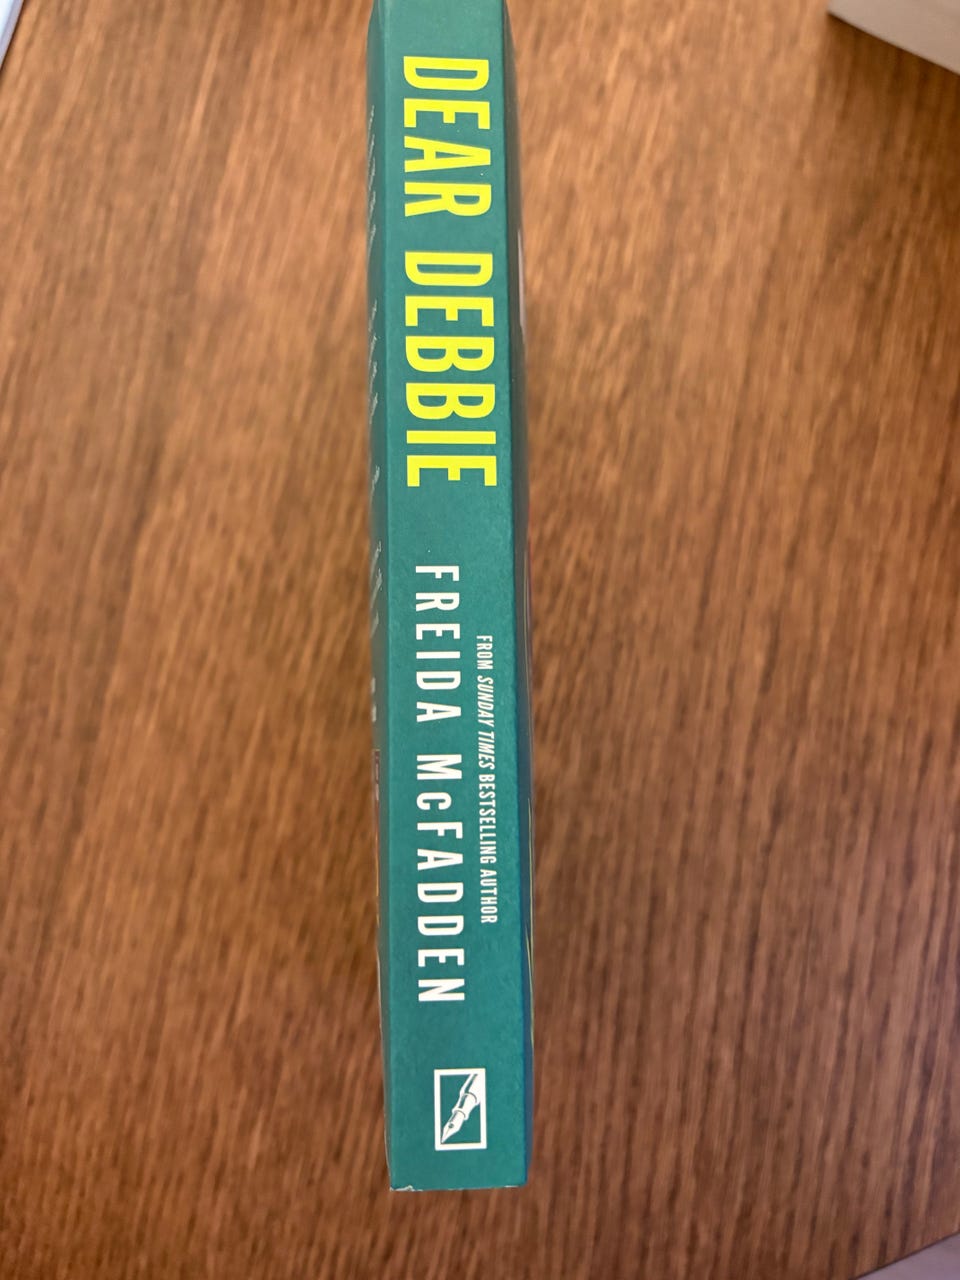 DEAR DEBBIE
FROM SUNDAY TIMES BESTSELLING AUTHOR
FREIDA McFADDEN